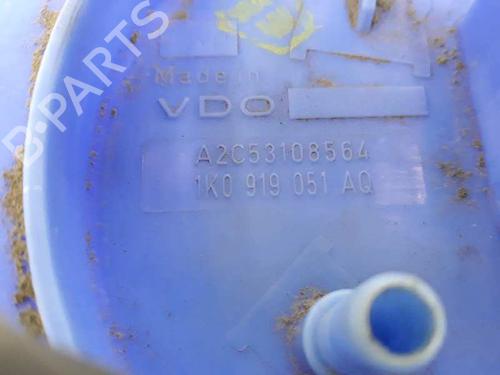 Made in
VDO
A2C53108564
1K0 919 051 AQ
B-PARTS